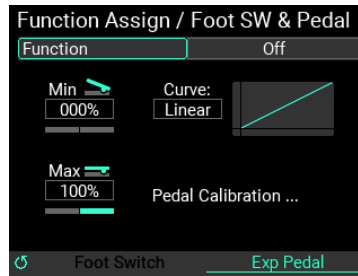 Function Assign / Foot SW & Pedal
Function Off
Min Curve:
000% Linear
Max
100% Pedal Calibration ...
Foot Switch Exp Pedal